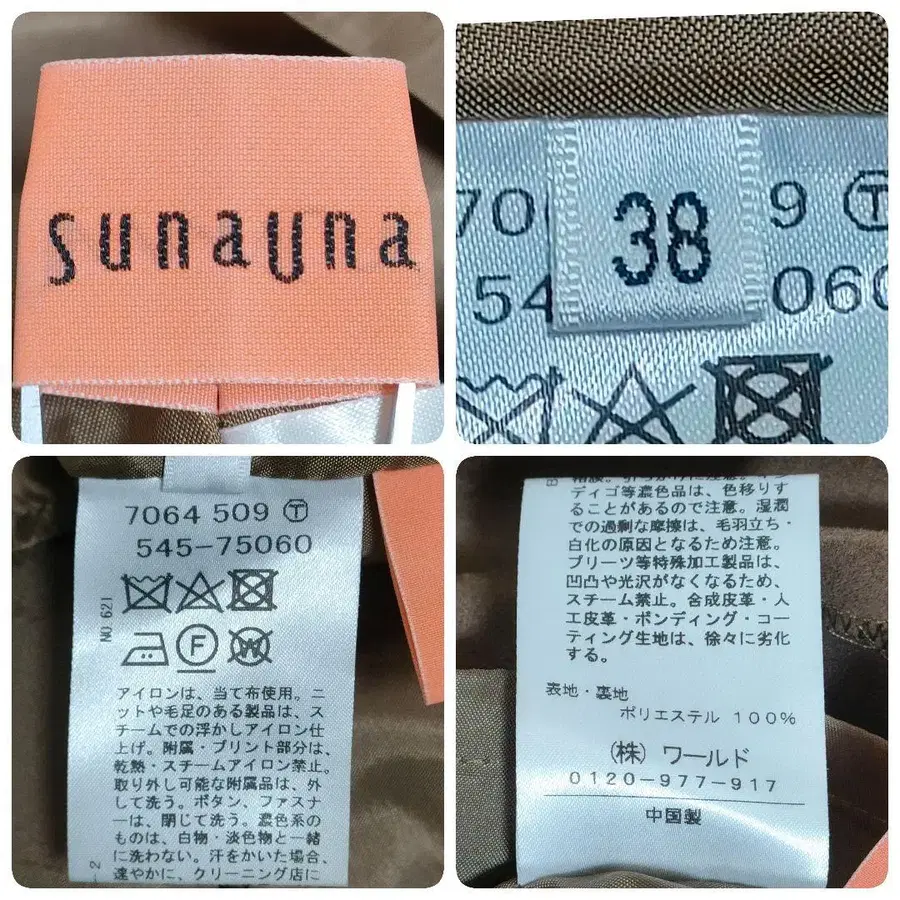 sunauna
38
70
9 Ⓣ
54
060
7064 509 Ⓣ
545-75060
NO.621
F
W
アイロンは、当て布使用。ニ
ットや毛足のある製品は、ス
チームでの浮かしアイロン仕
上げ。附属・プリント部分は、
乾熱・スチームアイロン禁止。
取り外し可能な附属品は、外
して洗う。ボタン、ファスナ
ーは、閉じて洗う。濃色系の
ものは、白物・淡色物と一緒
に洗わない。汗をかいた場合、
速やかに、クリーニング店に
-2
ディゴ等濃色品は、色移りす
ることがあるので注意。湿潤
での過剰な摩擦は、毛羽立ち・
白化の原因となるため注意。
プリーツ等特殊加工製品は、
凹凸や光沢がなくなるため、
スチーム禁止。合成皮革・人
工皮革・ボンディング・コー
ティング生地は、徐々に劣化
する。
表地・裏地
ポリエステル 100%
(株) ワールド
0120-977-917
中国製